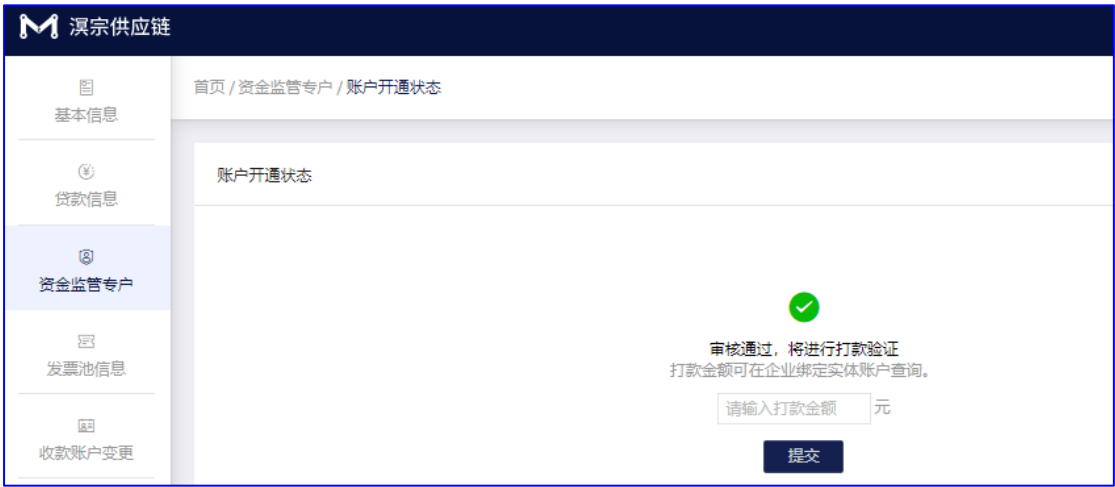 溟宗供应链
基本信息
贷款信息
资金监管专户
发票池信息
收款账户变更
首页 / 资金监管专户 / 账户开通状态
账户开通状态
审核通过，将进行打款验证
打款金额可在企业绑定实体账户查询。
请输入打款金额 元
提交